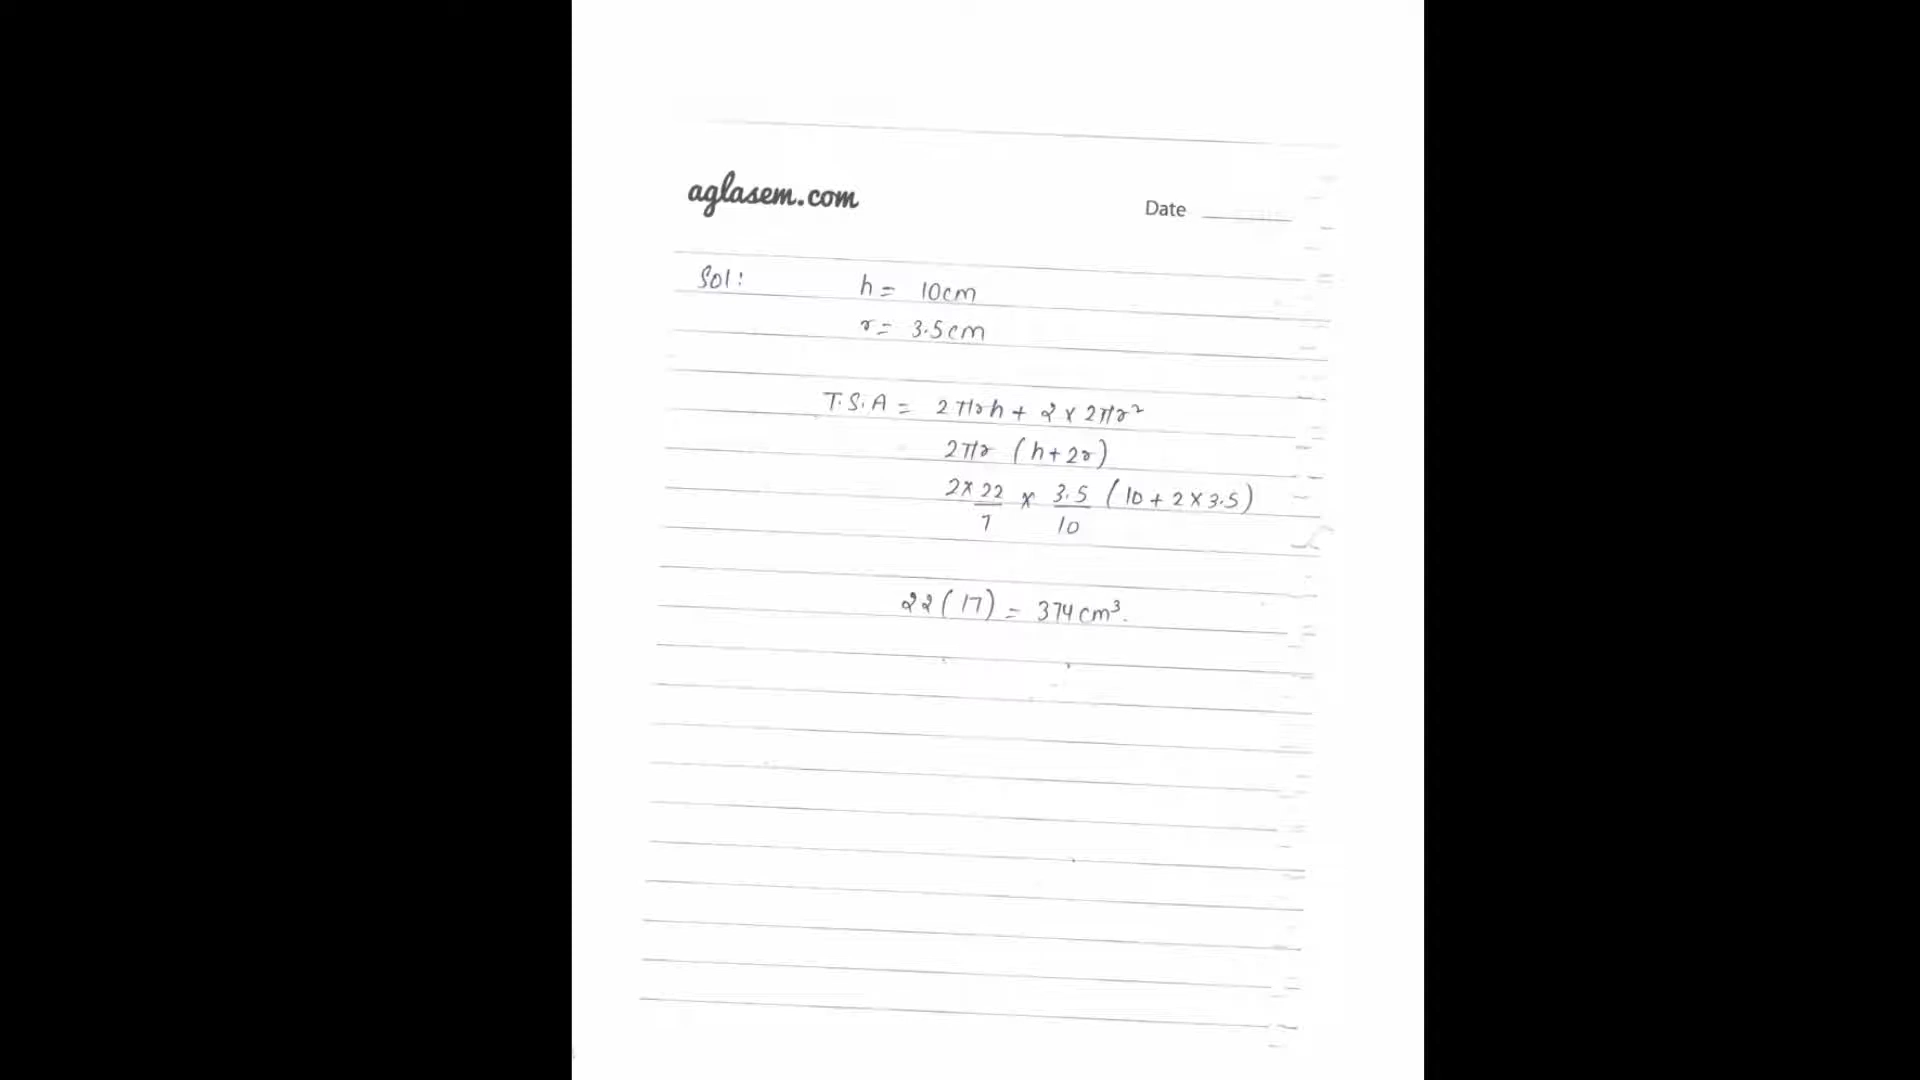 aglasem.com
Date
Sol: h = 10cm
r = 3.5cm
T.S.A = 2πrh + 2 x 2πr²
2πr (h+2r)
2x 22/7 x 3.5/10 (10 + 2 x 3.5)
22(17) = 374 cm³.